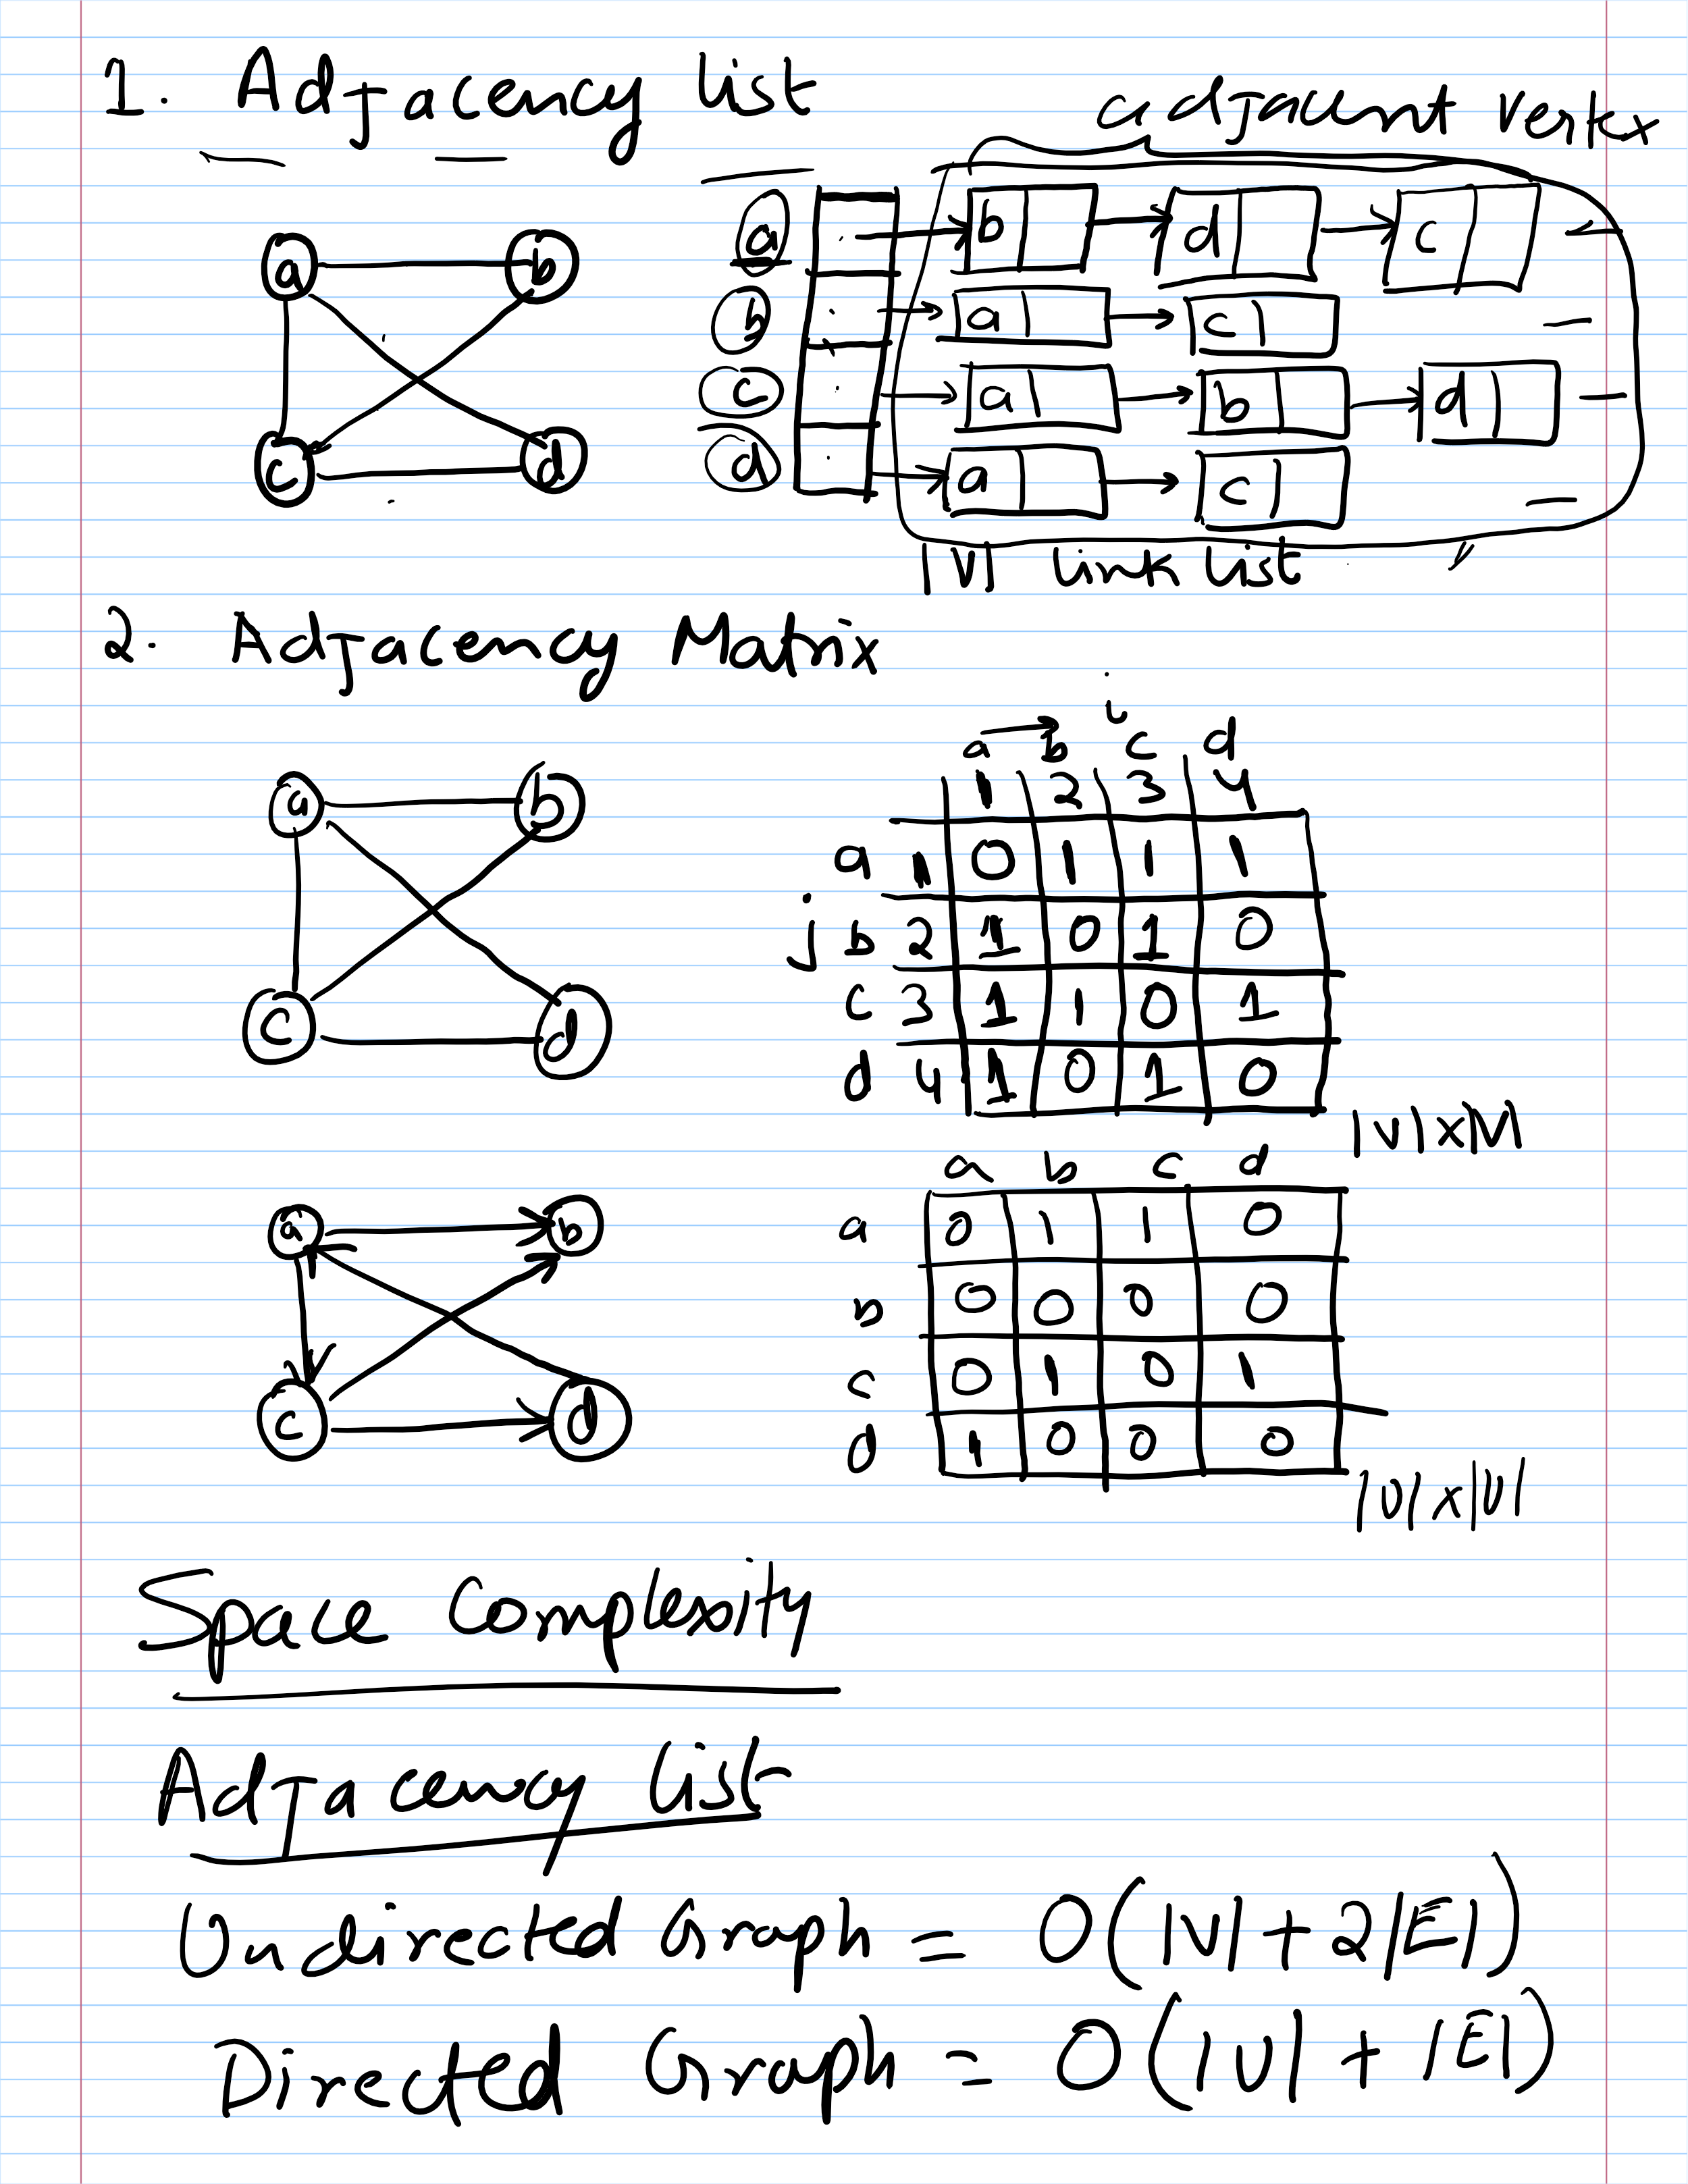 1. Adjacency list
adjacent vertex
a b d c
b a c
c a b d
d a c
a b
c d
|V| link list
2. Adjacency Matrix
i
a b c d
1 2 3 4
a 1 0 1 1 1
j b 2 1 0 1 0
c 3 1 1 0 1
d 4 1 0 1 0
|V|x|V|
a b
c d
a b c d
a 0 1 1 0
b 0 0 0 0
c 0 1 0 1
d 1 0 0 0
|V|x|V|
a b
c d
Space Complexity
Adjacency list
Undirected Graph = O(|V| + 2|E|)
Directed Graph = O(|V| + |E|)